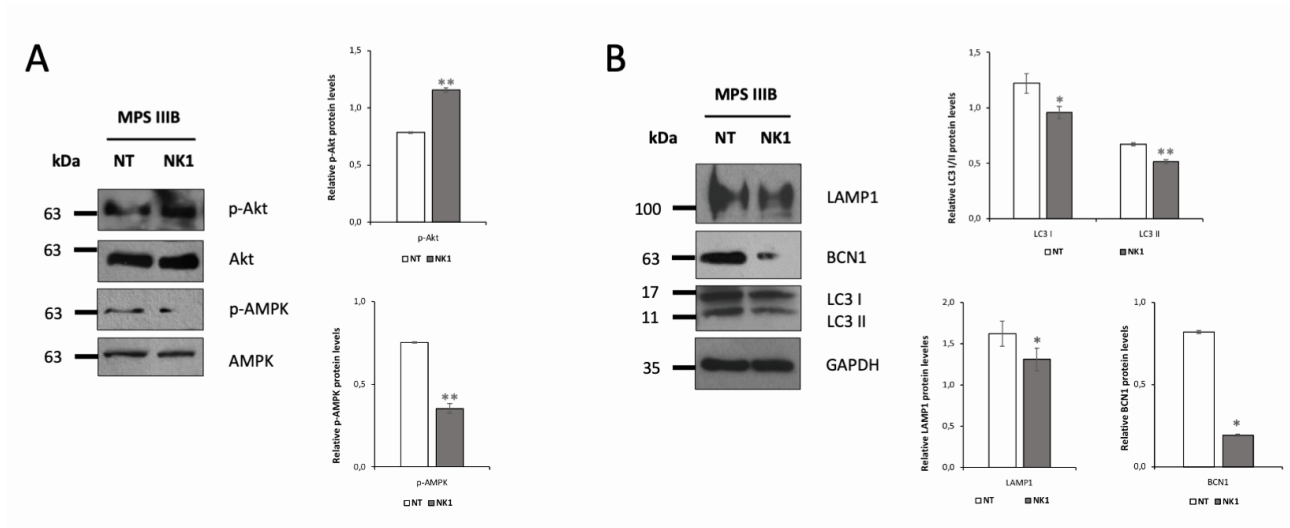 A
MPS IIIB
kDa
NT
NK1
63
p-Akt
63
Akt
63
p-AMPK
63
AMPK
Relative p-Akt protein levels
1,5
1,0
0,5
0,0
p-Akt
**
NT
NK1
Relative p-AMPK protein levels
1,0
0,5
0,0
p-AMPK
**
NT
NK1
B
MPS IIIB
kDa
NT
NK1
100
LAMP1
63
BCN1
17
LC3 I
11
LC3 II
35
GAPDH
Relative LC3 I/II protein levels
1,5
1,0
0,5
0,0
*
**
LC3 I
LC3 II
NT
NK1
Relative LAMP1 protein leveles
2,0
1,5
1,0
0,5
0,0
*
LAMP1
NT
NK1
Relative BCN1 protein levels
1,0
0,5
0,0
*
BCN1
NT
NK1